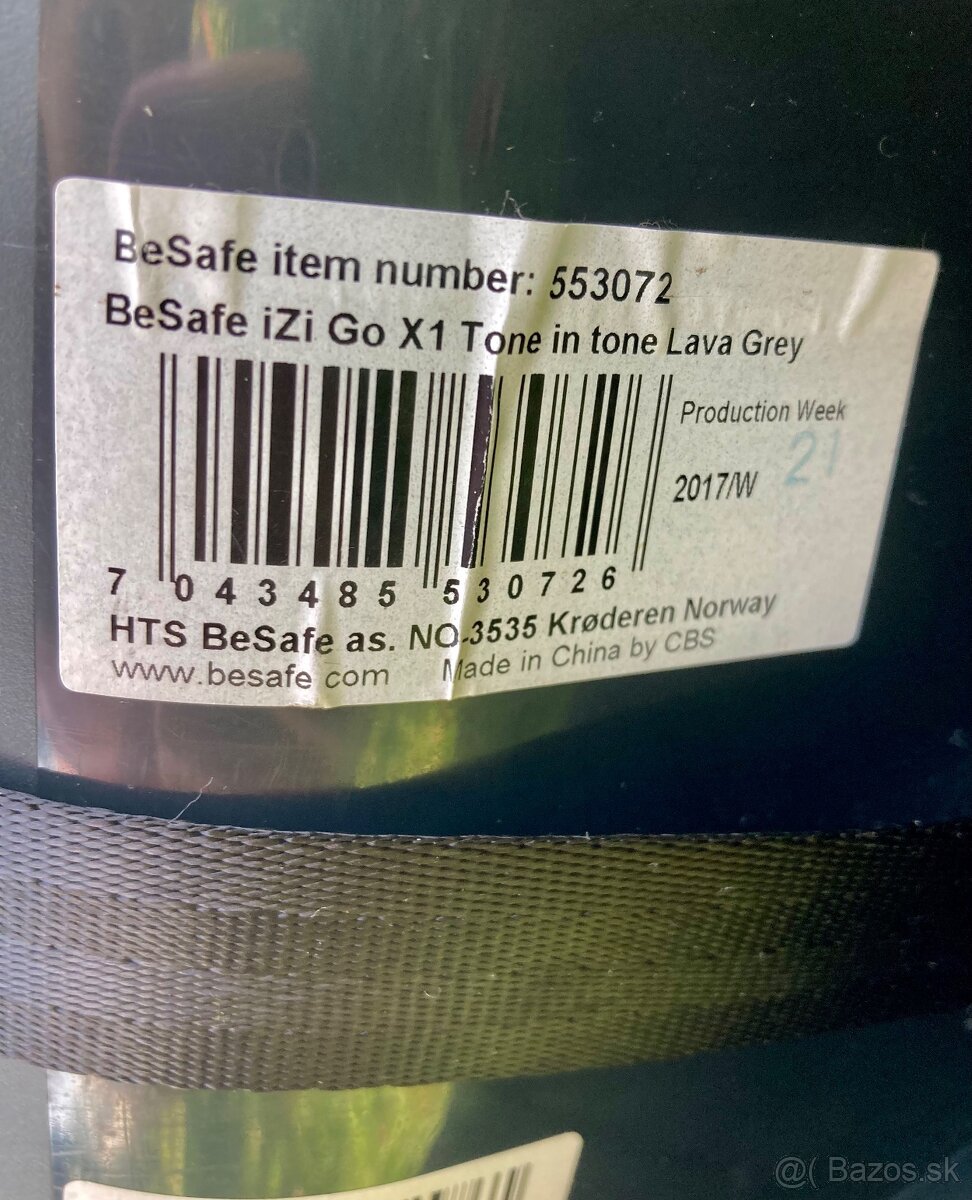 BeSafe item number: 553072
BeSafe iZi Go X1 Tone in tone Lava Grey
Production Week
2017/W 21
7 043485 530726
HTS BeSafe as. NO-3535 Krøderen Norway
www.besafe.com Made in China by CBS
@( Bazos.sk